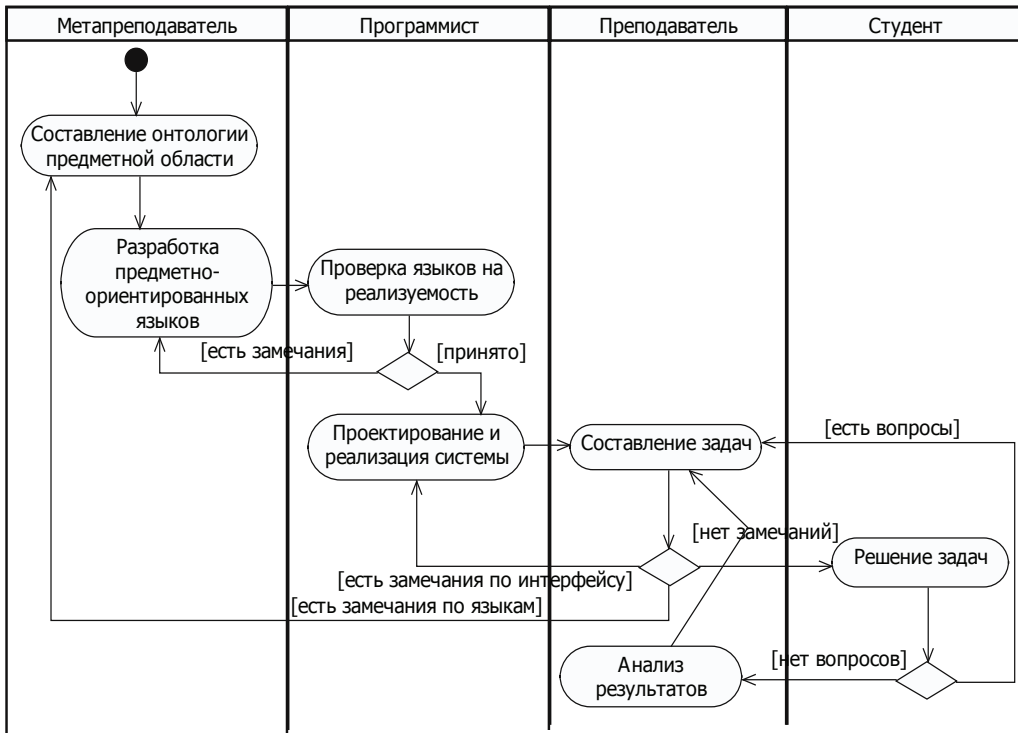 Метапреподаватель
Программист
Преподаватель
Студент
Составление онтологии
предметной области
Разработка
предметно-
ориентированных
языков
Проверка языков на
реализуемость
[есть замечания]
[принято]
Проектирование и
реализация системы
Составление задач
[есть вопросы]
[нет замечаний]
Решение задач
[есть замечания по интерфейсу]
[есть замечания по языкам]
[нет вопросов]
Анализ
результатов